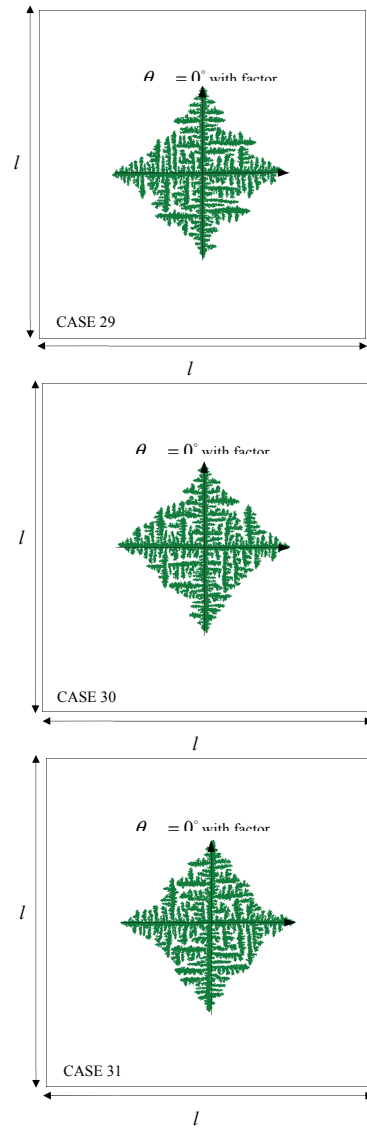 θ = 0° with factor
l
CASE 29
l
θ = 0° with factor
l
CASE 30
l
θ = 0° with factor
l
CASE 31
l